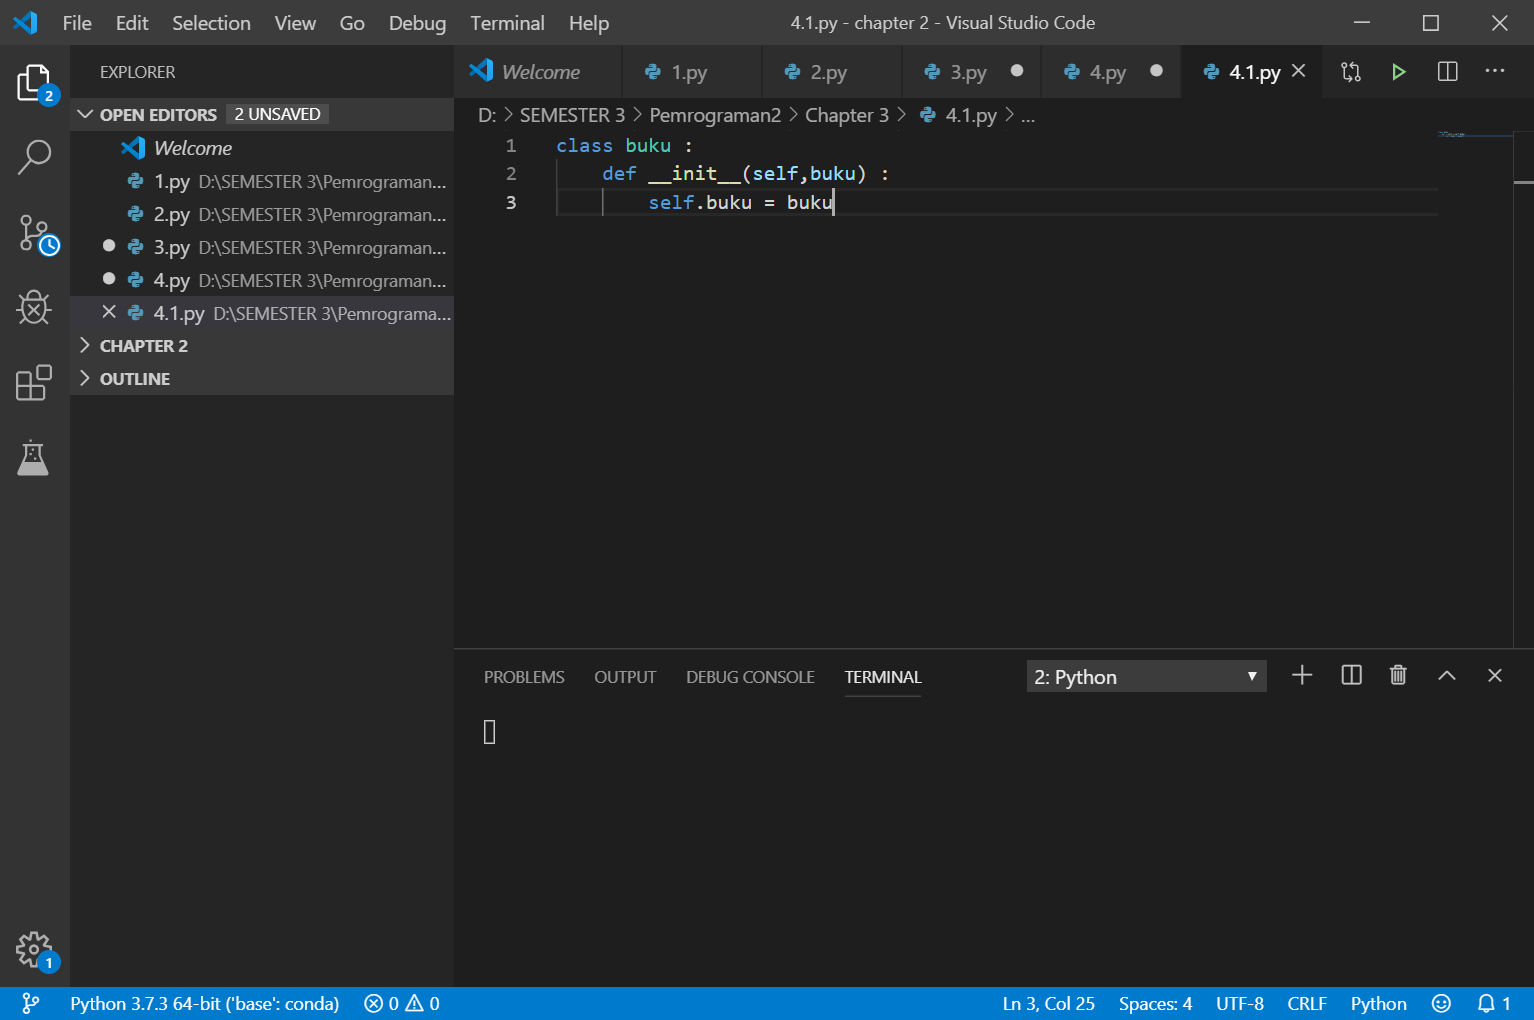 File Edit Selection View Go Debug Terminal Help 4.1.py - chapter 2 - Visual Studio Code
EXPLORER
2
OPEN EDITORS 2 UNSAVED
Welcome
1.py D:\SEMESTER 3\Pemrograman...
2.py D:\SEMESTER 3\Pemrograman...
3.py D:\SEMESTER 3\Pemrograman...
4.py D:\SEMESTER 3\Pemrograman...
4.1.py D:\SEMESTER 3\Pemrograma...
CHAPTER 2
OUTLINE
1
Welcome 1.py 2.py 3.py 4.py 4.1.py
D: > SEMESTER 3 > Pemrograman2 > Chapter 3 > 4.1.py > ...
1 class buku :
2 def __init__(self,buku) :
3 self.buku = buku
PROBLEMS OUTPUT DEBUG CONSOLE TERMINAL 2: Python
Python 3.7.3 64-bit ('base': conda) 0 0 Ln 3, Col 25 Spaces: 4 UTF-8 CRLF Python 1